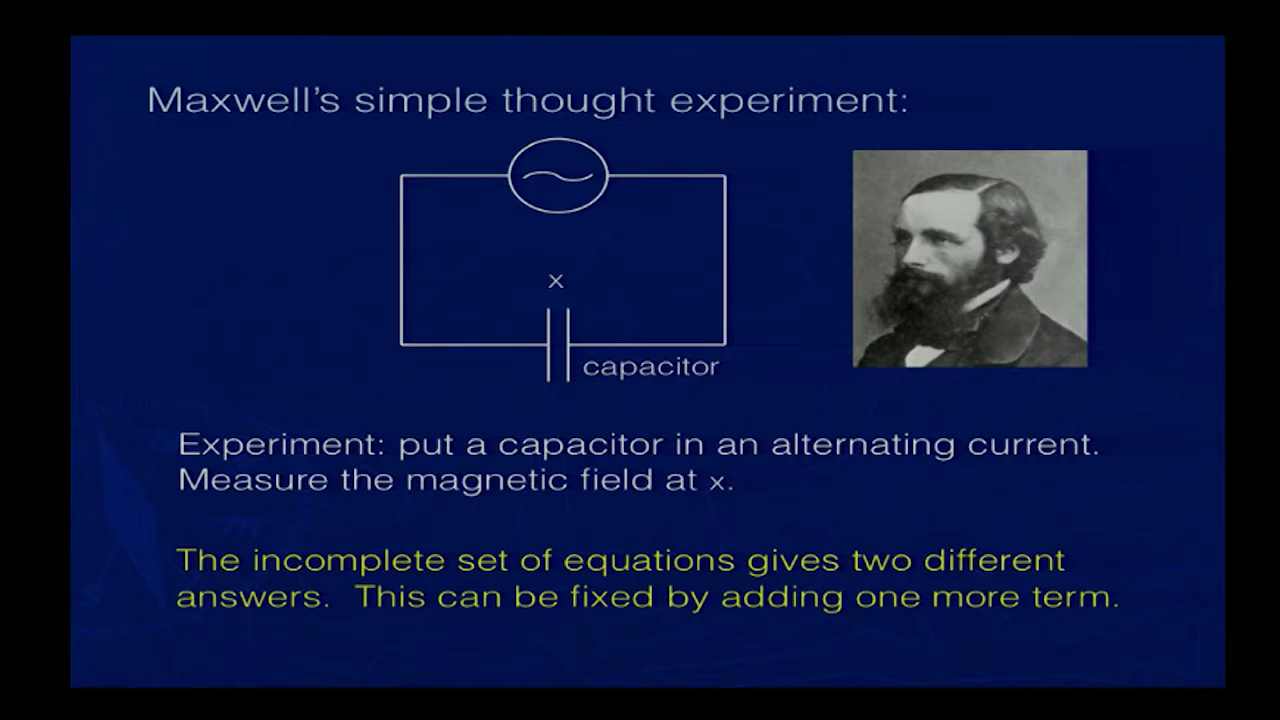 Maxwell's simple thought experiment:
x
capacitor
Experiment: put a capacitor in an alternating current.
Measure the magnetic field at x.
The incomplete set of equations gives two different
answers. This can be fixed by adding one more term.